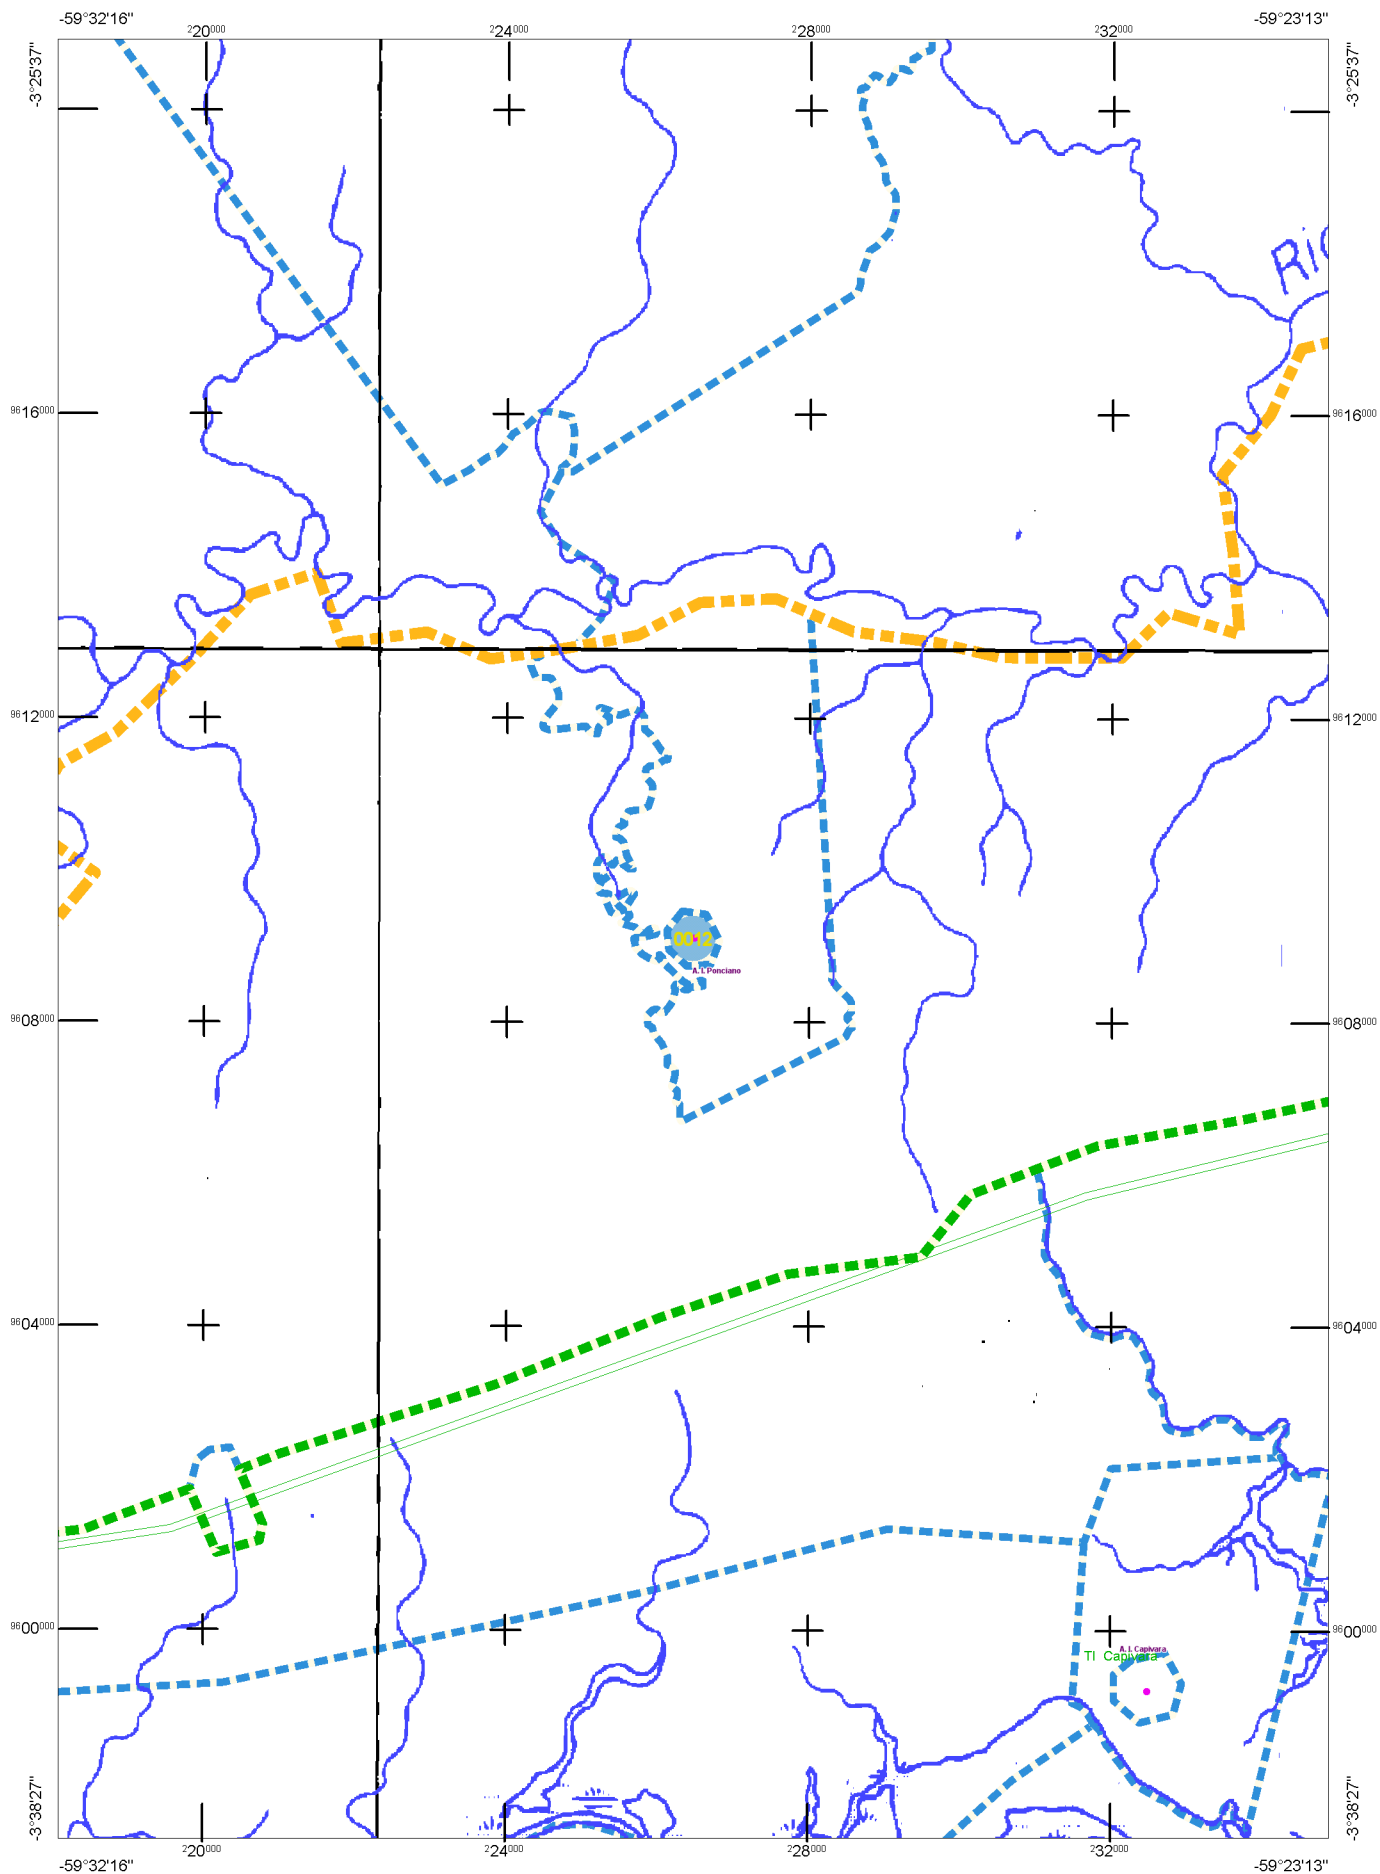 -59°32'16" -59°23'13"
²20⁰⁰⁰ ²24⁰⁰⁰ ²28⁰⁰⁰ ²32⁰⁰⁰
-3°25'37" -3°25'37"
⁹⁶16⁰⁰⁰ ⁹⁶16⁰⁰⁰
⁹⁶12⁰⁰⁰ ⁹⁶12⁰⁰⁰
0012
A. I. Ponciano
⁹⁶08⁰⁰⁰ ⁹⁶08⁰⁰⁰
⁹⁶04⁰⁰⁰ ⁹⁶04⁰⁰⁰
⁹⁶00⁰⁰⁰ ⁹⁶00⁰⁰⁰
A. I. Capivara
TI Capivara
-3°38'27" -3°38'27"
²20⁰⁰⁰ ²24⁰⁰⁰ ²28⁰⁰⁰ ²32⁰⁰⁰
-59°32'16" -59°23'13"